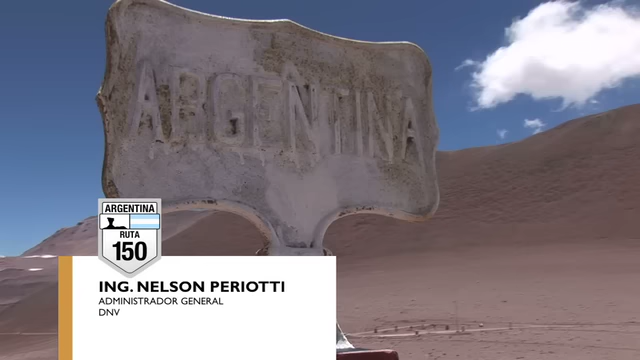 ARGENTINA
ARGENTINA
RUTA
150
ING. NELSON PERIOTTI
ADMINISTRADOR GENERAL
DNV